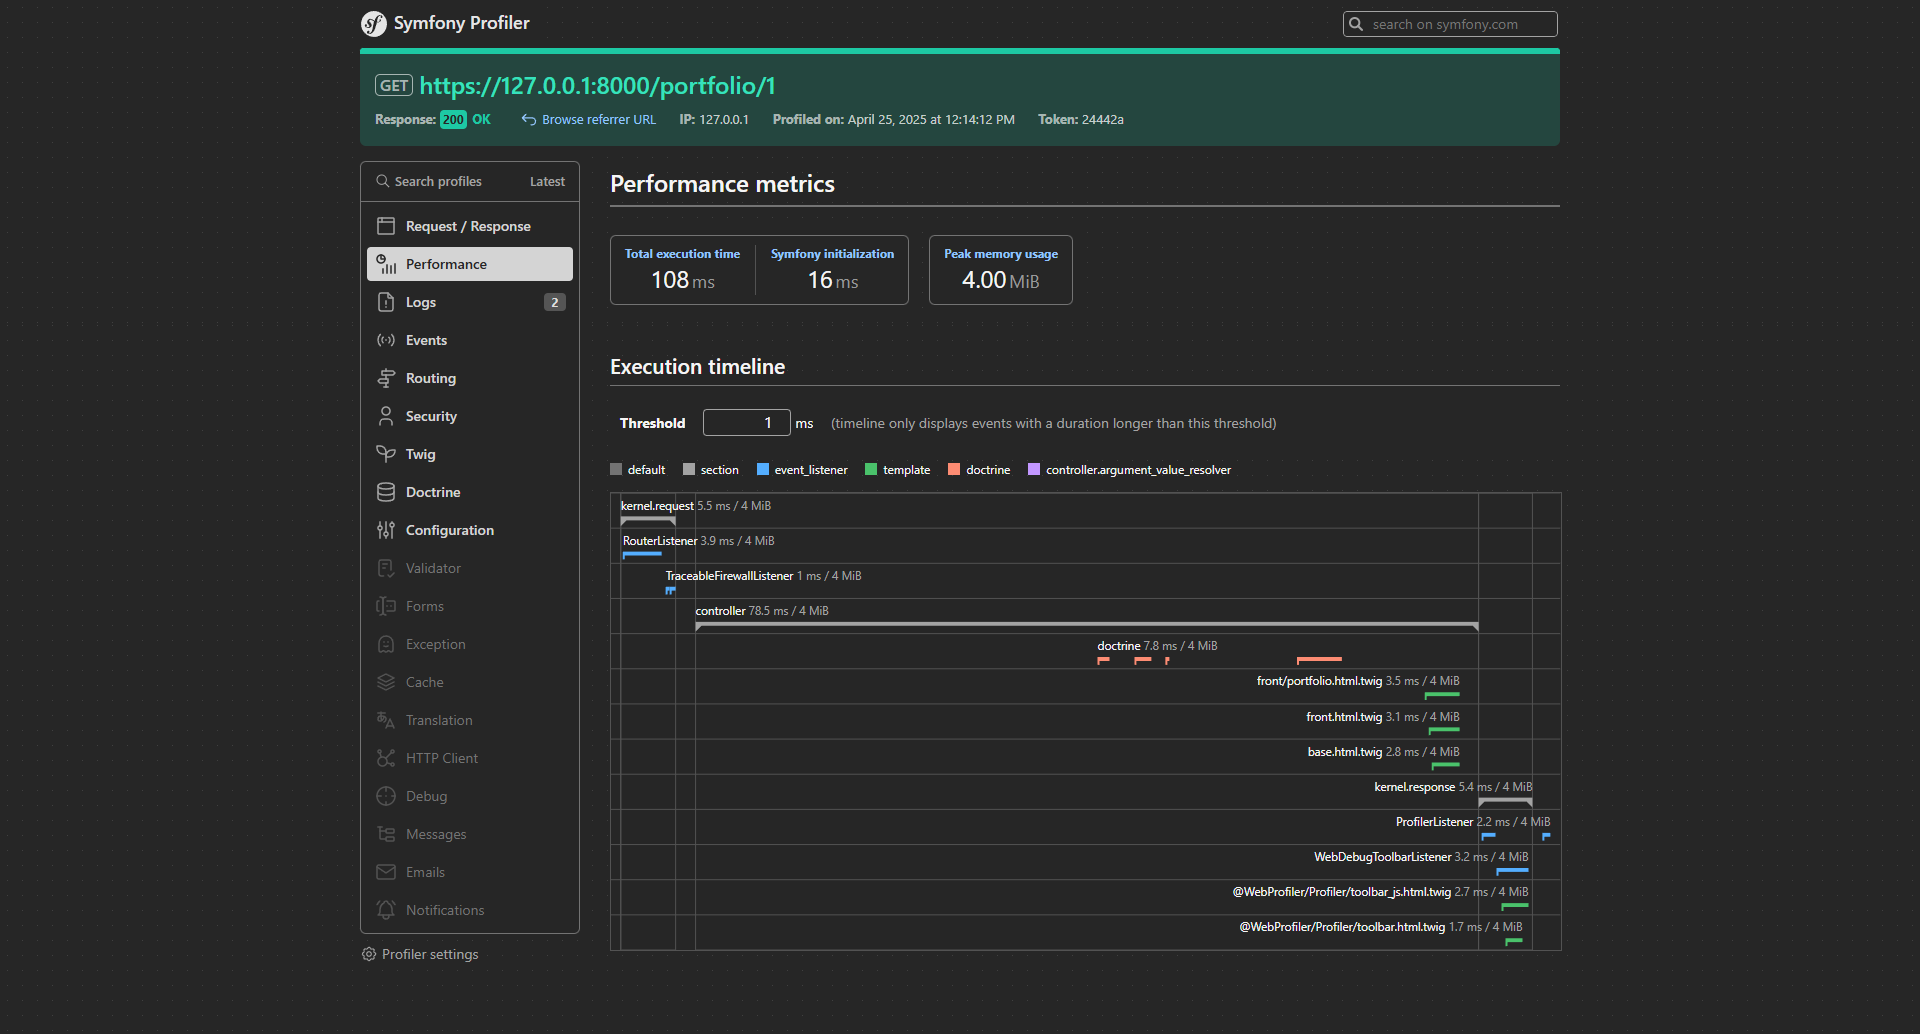 Symfony Profiler
search on symfony.com
GET https://127.0.0.1:8000/portfolio/1
Response: 200 OK Browse referrer URL IP: 127.0.0.1 Profiled on: April 25, 2025 at 12:14:12 PM Token: 24442a
Search profiles Latest
Request / Response
Performance
Logs 2
Events
Routing
Security
Twig
Doctrine
Configuration
Validator
Forms
Exception
Cache
Translation
HTTP Client
Debug
Messages
Emails
Notifications
Profiler settings
Performance metrics
Total execution time Symfony initialization Peak memory usage
108 ms 16 ms 4.00 MiB
Execution timeline
Threshold 1 ms (timeline only displays events with a duration longer than this threshold)
default section event_listener template doctrine controller.argument_value_resolver
kernel.request 5.5 ms / 4 MiB
RouterListener 3.9 ms / 4 MiB
TraceableFirewallListener 1 ms / 4 MiB
controller 78.5 ms / 4 MiB
doctrine 7.8 ms / 4 MiB
front/portfolio.html.twig 3.5 ms / 4 MiB
front.html.twig 3.1 ms / 4 MiB
base.html.twig 2.8 ms / 4 MiB
kernel.response 5.4 ms / 4 MiB
ProfilerListener 2.2 ms / 4 MiB
WebDebugToolbarListener 3.2 ms / 4 MiB
@WebProfiler/Profiler/toolbar_js.html.twig 2.7 ms / 4 MiB
@WebProfiler/Profiler/toolbar.html.twig 1.7 ms / 4 MiB